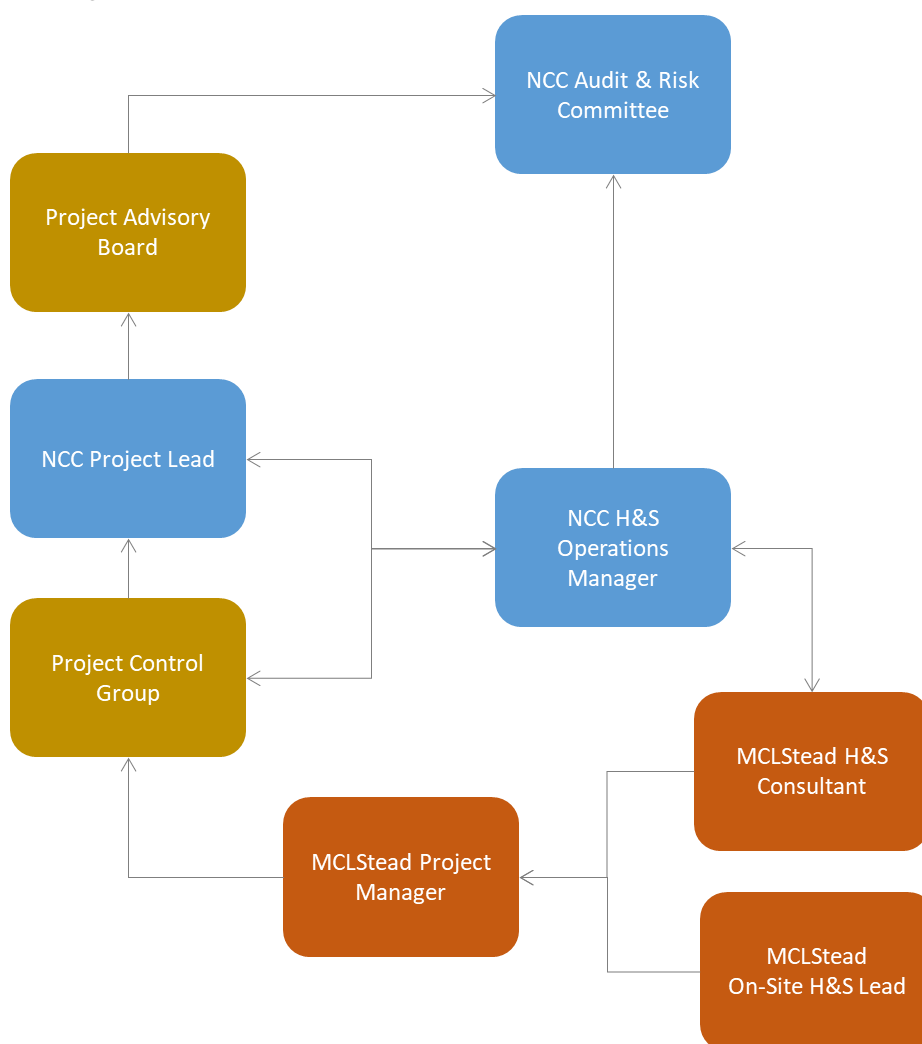 NCC Audit & Risk
Committee
Project Advisory
Board
NCC Project Lead
NCC H&S
Operations
Manager
Project Control
Group
MCLStead H&S
Consultant
MCLStead Project
Manager
MCLStead
On-Site H&S Lead